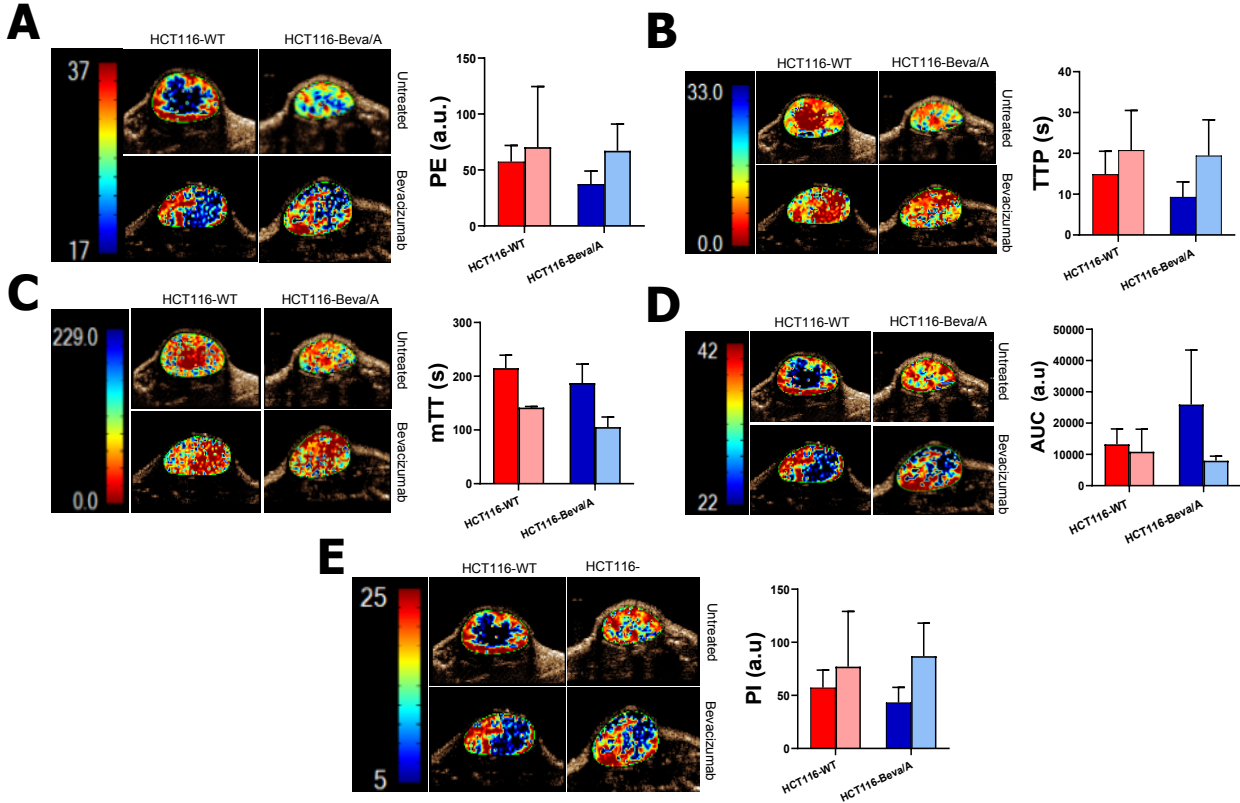 A
HCT116-WT
HCT116-Beva/A
37
17
Untreated
Bevacizumab
PE (a.u.)
150
100
50
0
HCT116-WT
HCT116-Beva/A
B
HCT116-WT
HCT116-Beva/A
33.0
0.0
Untreated
Bevacizumab
TTP (s)
40
30
20
10
0
HCT116-WT
HCT116-Beva/A
C
HCT116-WT
HCT116-Beva/A
229.0
0.0
Untreated
Bevacizumab
mTT (s)
300
200
100
0
HCT116-WT
HCT116-Beva/A
D
HCT116-WT
HCT116-Beva/A
42
22
Untreated
Bevacizumab
AUC (a.u)
50000
40000
30000
20000
10000
0
HCT116-WT
HCT116-Beva/A
E
HCT116-WT
HCT116-
25
5
Untreated
Bevacizumab
PI (a.u)
150
100
50
0
HCT116-WT
HCT116-Beva/A